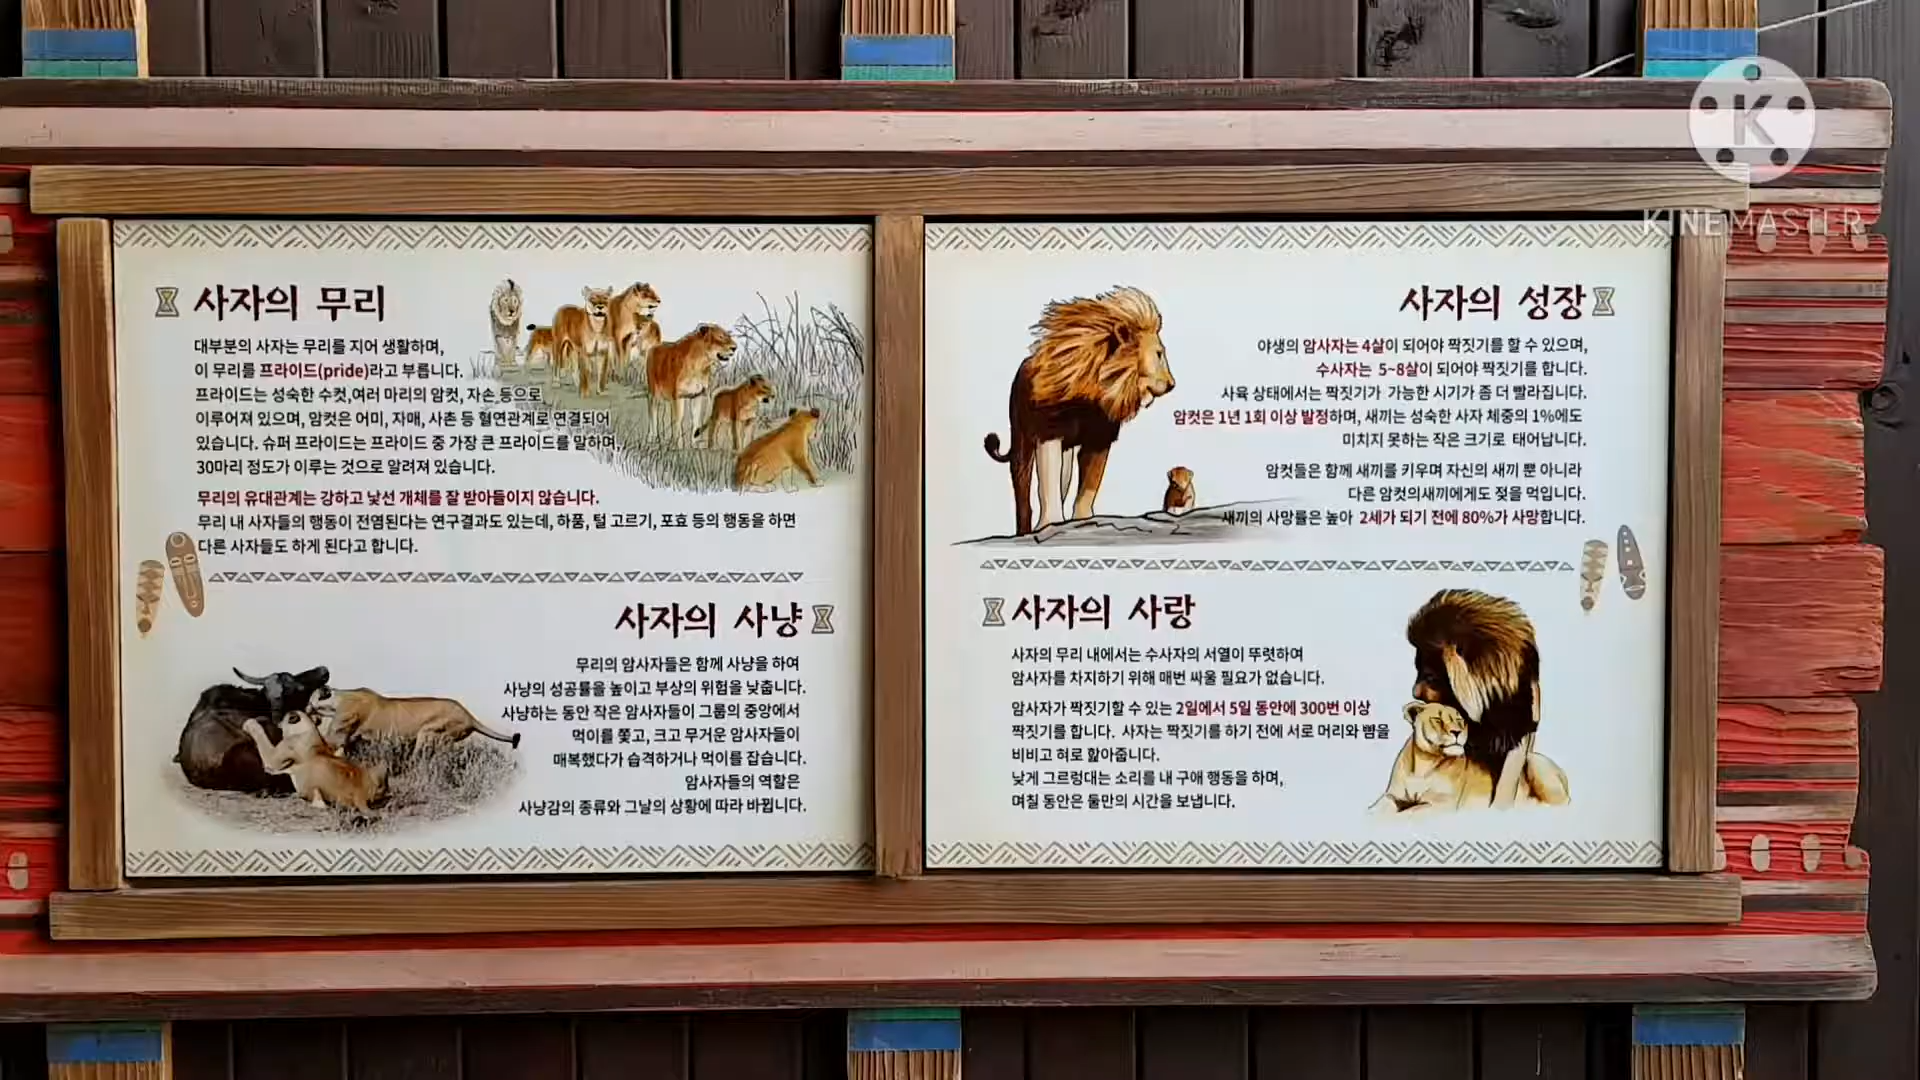 사자의 무리
대부분의 사자는 무리를 지어 생활하며,
이 무리를 프라이드(pride)라고 부릅니다.
프라이드는 성숙한 수컷,여러 마리의 암컷, 자손 등으로
이루어져 있으며, 암컷은 어미, 자매, 사촌 등 혈연관계로 연결되어
있습니다. 슈퍼 프라이드는 프라이드 중 가장 큰 프라이드를 말하며,
30마리 정도가 이루는 것으로 알려져 있습니다.
무리의 유대관계는 강하고 낯선 개체를 잘 받아들이지 않습니다.
무리 내 사자들의 행동이 전염된다는 연구결과도 있는데, 하품, 털 고르기, 포효 등의 행동을 하면
다른 사자들도 하게 된다고 합니다.
사자의 사냥
무리의 암사자들은 함께 사냥을 하여
사냥의 성공률을 높이고 부상의 위험을 낮춥니다.
사냥하는 동안 작은 암사자들이 그룹의 중앙에서
먹이를 쫓고, 크고 무거운 암사자들이
매복했다가 습격하거나 먹이를 잡습니다.
암사자들의 역할은
사냥감의 종류와 그날의 상황에 따라 바뀝니다.
사자의 성장
야생의 암사자는 4살이 되어야 짝짓기를 할 수 있으며,
수사자는 5~8살이 되어야 짝짓기를 합니다.
사육 상태에서는 짝짓기가 가능한 시기가 좀 더 빨라집니다.
암컷은 1년 1회 이상 발정하며, 새끼는 성숙한 사자 체중의 1%에도
미치지 못하는 작은 크기로 태어납니다.
암컷들은 함께 새끼를 키우며 자신의 새끼 뿐 아니라
다른 암컷의새끼에게도 젖을 먹입니다.
새끼의 사망률은 높아 2세가 되기 전에 80%가 사망합니다.
사자의 사랑
사자의 무리 내에서는 수사자의 서열이 뚜렷하여
암사자를 차지하기 위해 매번 싸울 필요가 없습니다.
암사자가 짝짓기할 수 있는 2일에서 5일 동안에 300번 이상
짝짓기를 합니다. 사자는 짝짓기를 하기 전에 서로 머리와 뺨을
비비고 혀로 핥아줍니다.
낮게 그르렁대는 소리를 내 구애 행동을 하며,
며칠 동안은 둘만의 시간을 보냅니다.
K
KINEMASTER